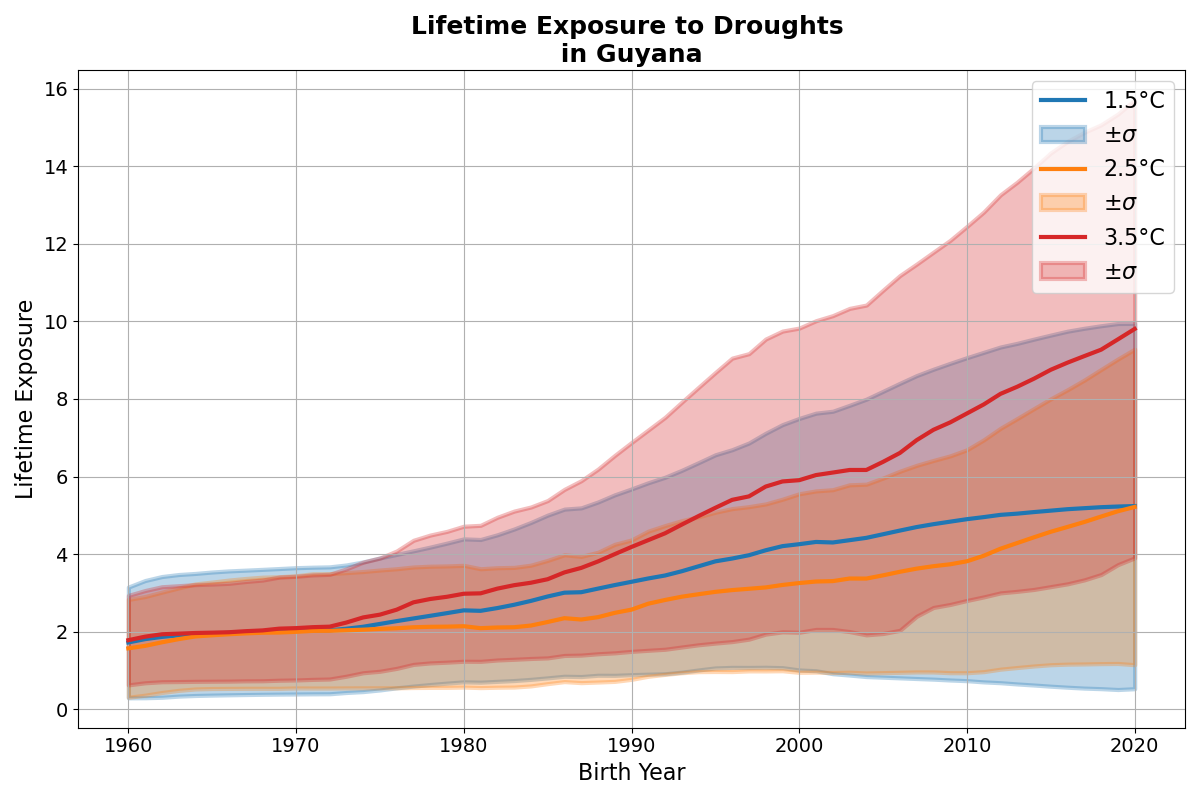 Lifetime Exposure to Droughts
in Guyana
Lifetime Exposure
16
14
12
10
8
6
4
2
0
1960
1970
1980
1990
2000
2010
2020
Birth Year
1.5°C
±σ
2.5°C
±σ
3.5°C
±σ